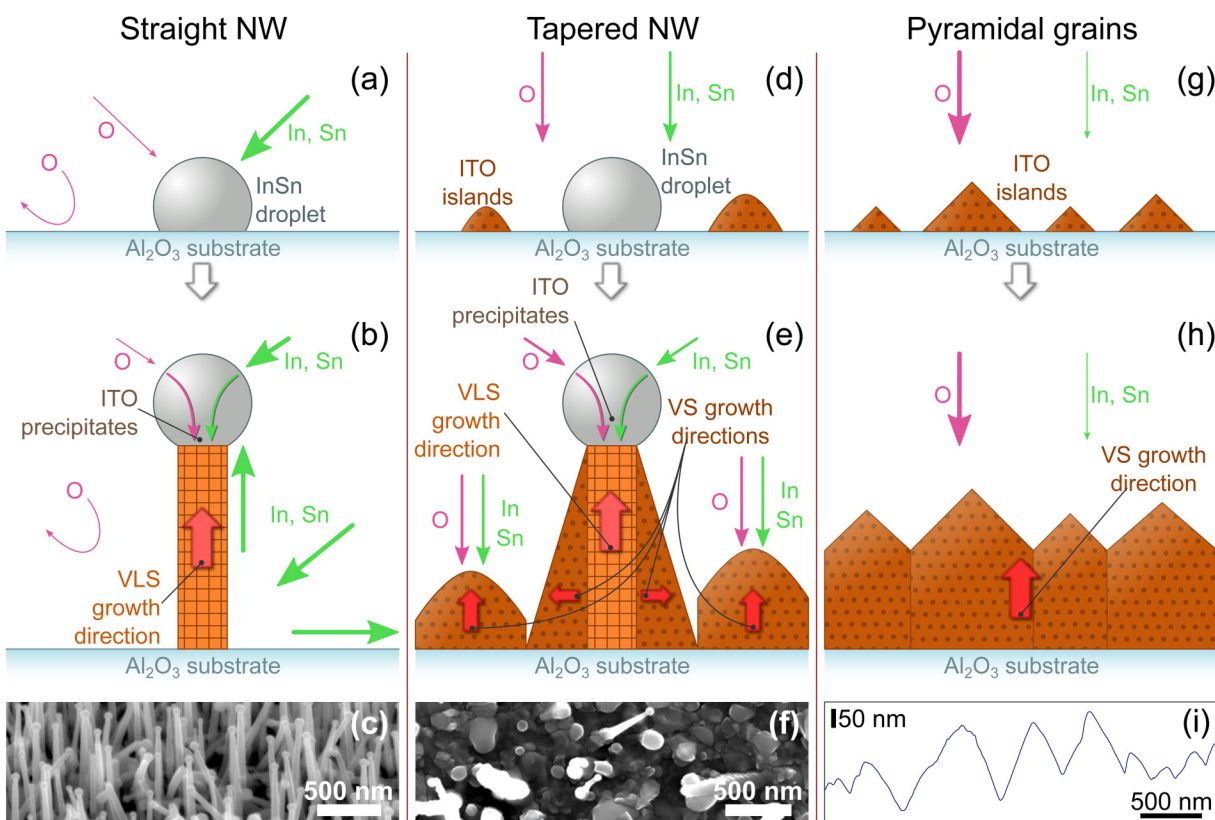 Straight NW
Tapered NW
Pyramidal grains
(a)
O
O
In, Sn
InSn
droplet
Al₂O₃ substrate
(b)
O
In, Sn
ITO
precipitates
O
In, Sn
VLS
growth
direction
Al₂O₃ substrate
(c)
500 nm
(d)
O
In, Sn
ITO
islands
InSn
droplet
Al₂O₃ substrate
ITO
precipitates
(e)
O
In, Sn
VLS
growth
direction
VS growth
directions
O
In
Sn
O
In
Sn
Al₂O₃ substrate
(f)
500 nm
(g)
O
In, Sn
ITO
islands
Al₂O₃ substrate
(h)
O
In, Sn
VS growth
direction
Al₂O₃ substrate
(i)
50 nm
500 nm